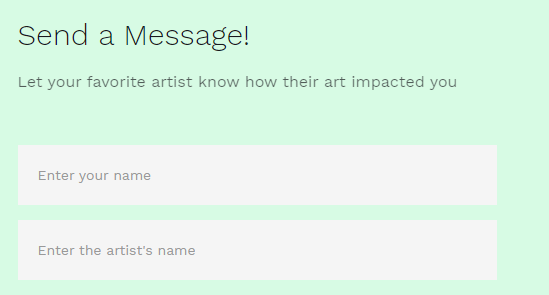 Send a Message!
Let your favorite artist know how their art impacted you
Enter your name
Enter the artist's name